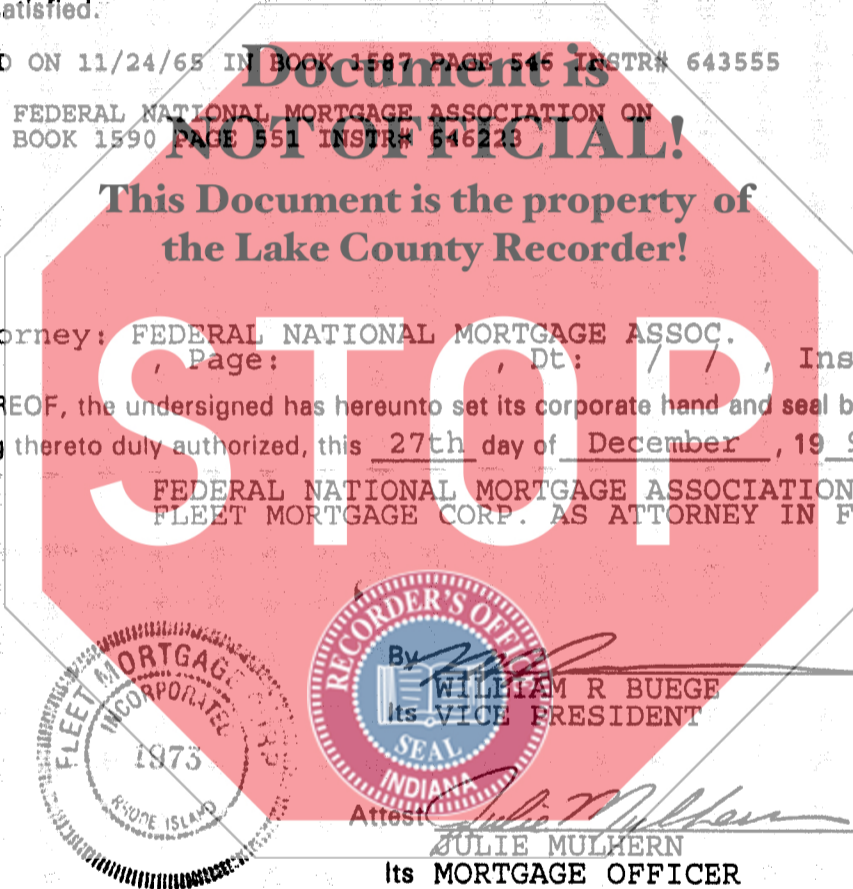 atisfied.
ON 11/24/65 IN BOOK 1587 PAGE 546 INSTR# 643555
Document is
FEDERAL NATIONAL MORTGAGE ASSOCIATION ON
BOOK 1590 PAGE 551 INSTR# 646223
NOT OFFICIAL!
This Document is the property of
the Lake County Recorder!
orney: FEDERAL NATIONAL MORTGAGE ASSOC.
, Page: , Dt: / / , Ins
STOP
REOF, the undersigned has hereunto set its corporate hand and seal b
thereto duly authorized, this 27th day of December, 19 9
FEDERAL NATIONAL MORTGAGE ASSOCIATION
FLEET MORTGAGE CORP. AS ATTORNEY IN F
RECORDER'S OFFICE
SEAL
INDIANA
FLEET MORTGAGE
INCORPORATED
1973
RHODE ISLAND
By
WILLIAM R BUEGE
Its VICE PRESIDENT
Attest Julie Mulhern
JULIE MULHERN
Its MORTGAGE OFFICER